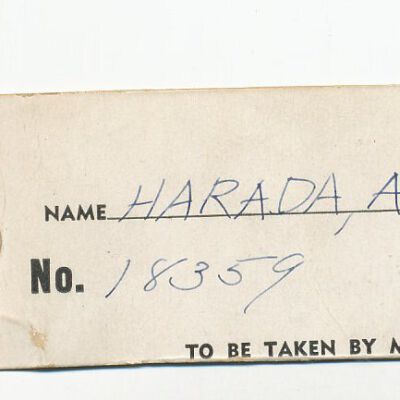 NAME HARADA, A
No. 18359
TO BE TAKEN BY M